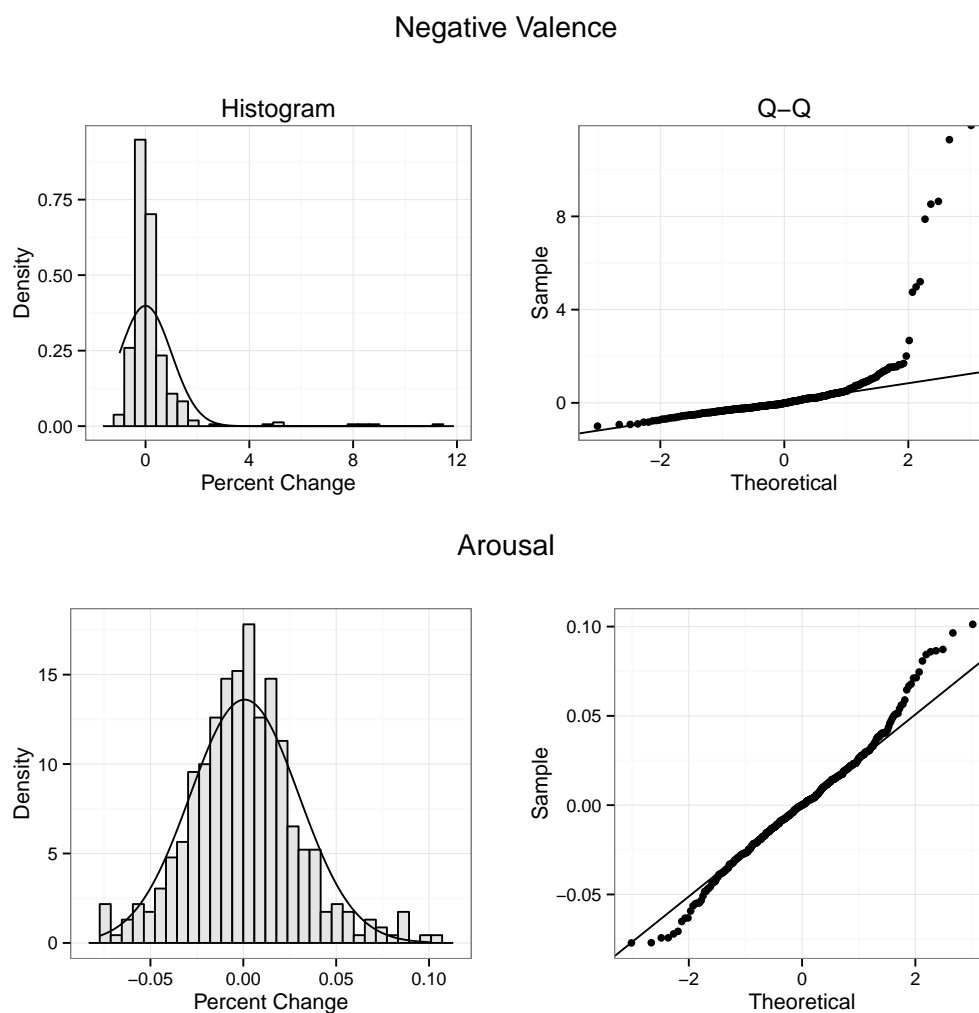 Negative Valence
Histogram
Q−Q
0.75
0.50
0.25
0.00
Density
0 4 8 12
Percent Change
8
4
0
Sample
−2 0 2
Theoretical
Arousal
15
10
5
0
Density
−0.05 0.00 0.05 0.10
Percent Change
0.10
0.05
0.00
−0.05
Sample
−2 0 2
Theoretical